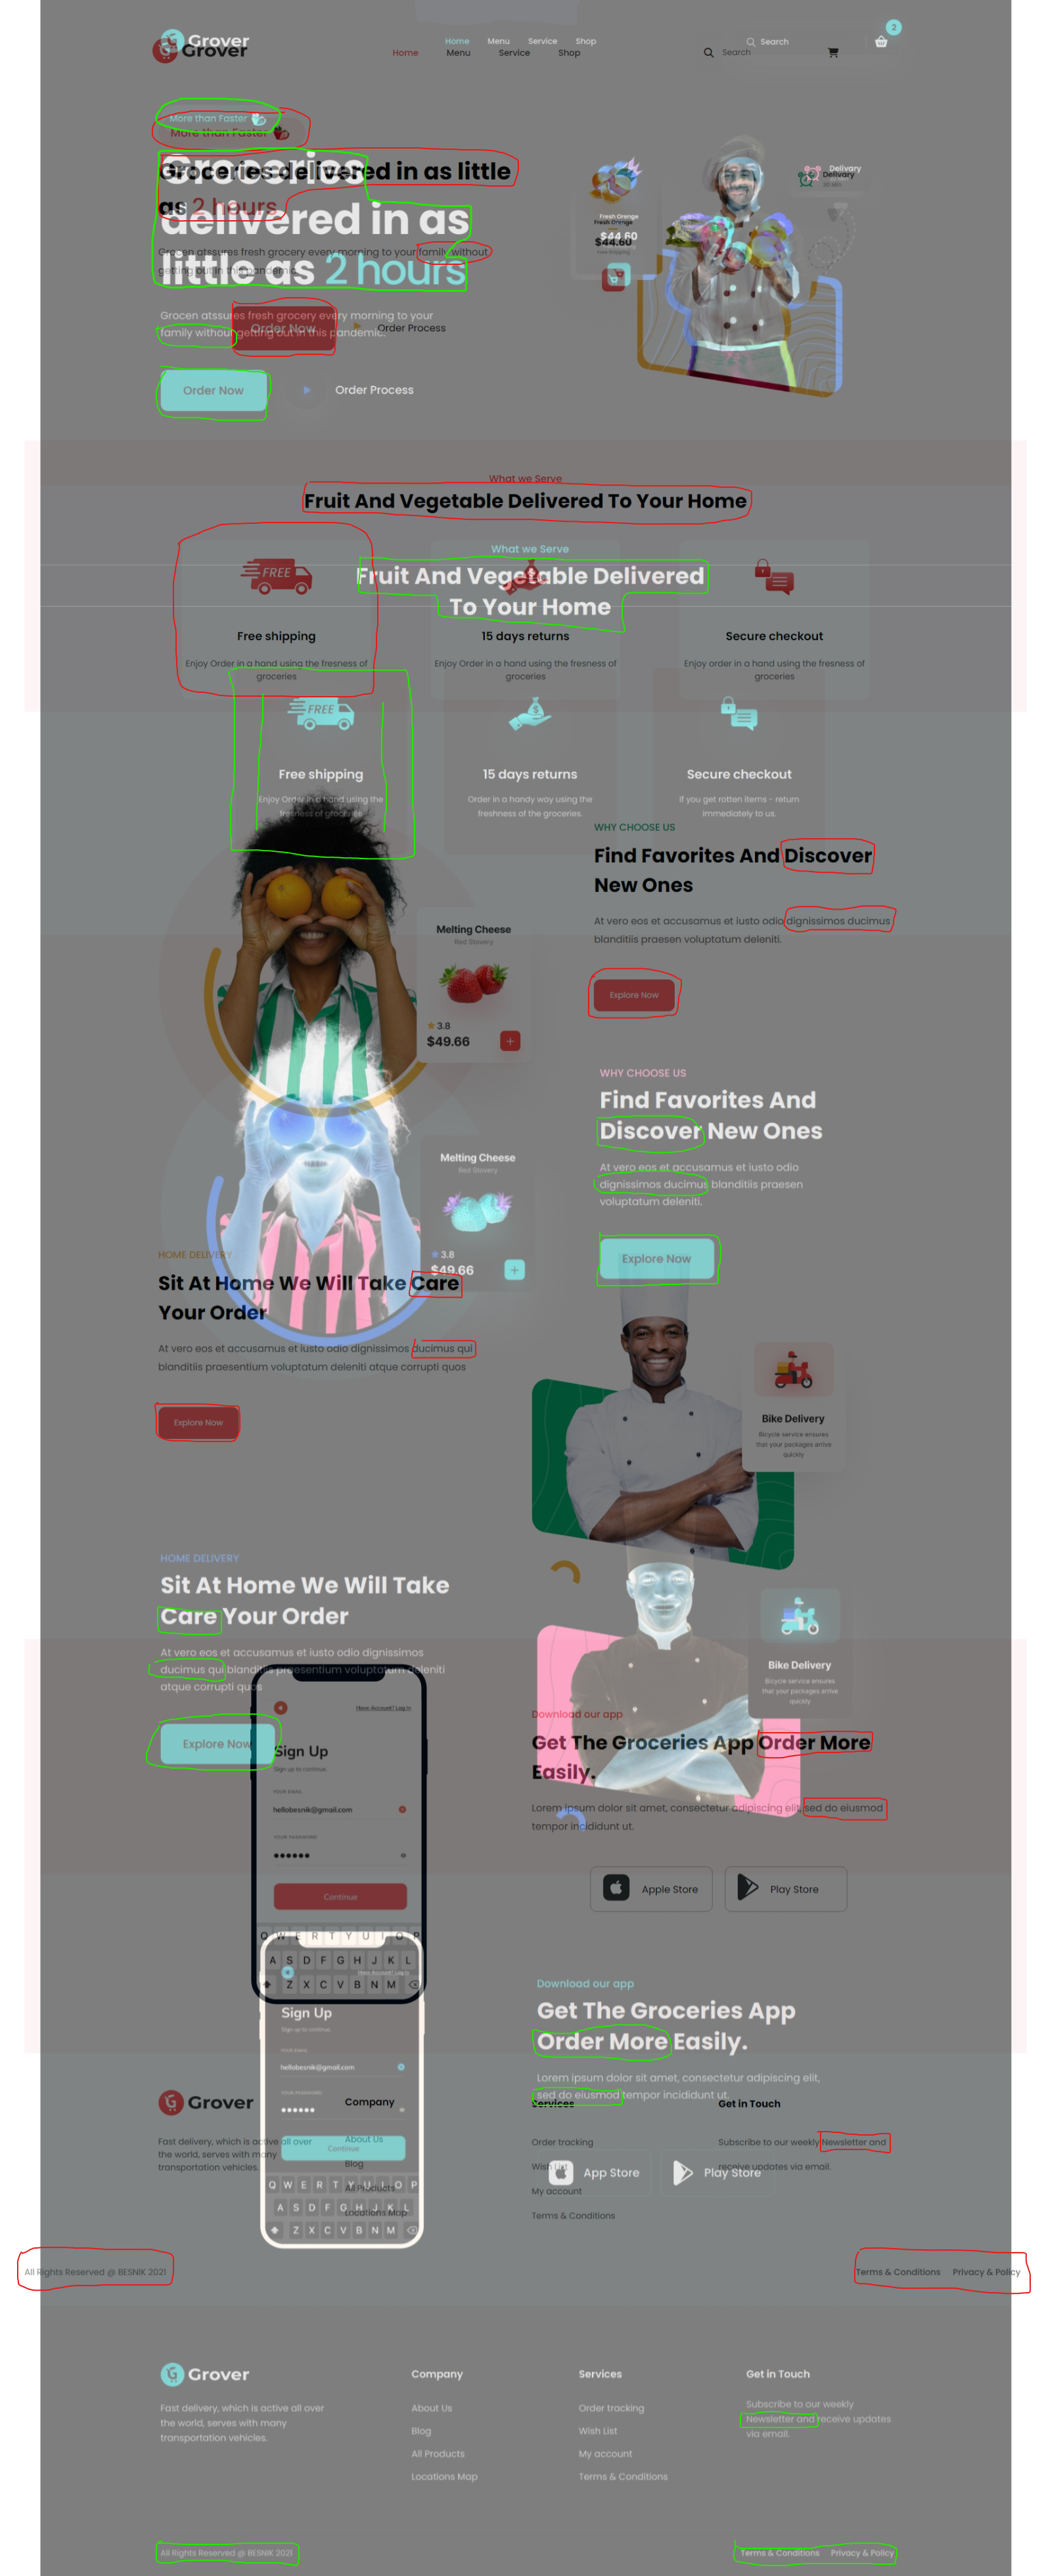 Grover
Grover
Home Menu Service Shop
Home Menu Service Shop
Search
Search
2
More than Faster
More than Faster
Groceries delivered in as little
as 2 hours
Groceries
delivered in as
little as 2 hours
Grocen atssures fresh grocery every morning to your family without
getting out in this pandemic.
Grocen atssures fresh grocery every morning to your
family without getting out in this pandemic.
Order Now
Order Process
Order Now
Order Process
Delivary
Delivary
30 Min
Fresh Orenge
Fresh Orenge
$44.60
$44.60
Free Shipping
What we Serve
Fruit And Vegetable Delivered To Your Home
What we Serve
Fruit And Vegetable Delivered
To Your Home
FREE
Free shipping
15 days returns
Secure checkout
Enjoy Order in a hand using the fresness of
groceries
Enjoy Order in a hand using the fresness of
groceries
Enjoy order in a hand using the fresness of
groceries
FREE
Free shipping
15 days returns
Secure checkout
Enjoy Order in a hand using the
fresness of groceries
Order in a handy way using the
freshness of the groceries.
If you get rotten items - return
immediately to us.
WHY CHOOSE US
Find Favorites And Discover
New Ones
At vero eos et accusamus et iusto odio dignissimos ducimus
blanditiis praesen voluptatum deleniti.
Explore Now
Melting Cheese
Red Stovery
3.8
$49.66
+
WHY CHOOSE US
Find Favorites And
Discover New Ones
At vero eos et accusamus et iusto odio
dignissimos ducimus blanditiis praesen
voluptatum deleniti.
Explore Now
Melting Cheese
Red Stovery
3.8
$49.66
+
HOME DELIVERY
Sit At Home We Will Take Care
Your Order
At vero eos et accusamus et iusto odio dignissimos ducimus qui
blanditiis praesentium voluptatum deleniti atque corrupti quos
Explore Now
Bike Delivery
Bicycle service ensures
that your packages arrive
quickly
HOME DELIVERY
Sit At Home We Will Take
Care Your Order
At vero eos et accusamus et iusto odio dignissimos
ducimus qui blanditiis praesentium voluptatum deleniti
atque corrupti quos
Explore Now
Bike Delivery
Bicycle service ensures
that your packages arrive
quickly
Have Account? Log In
Sign Up
Sign up to continue.
YOUR EMAIL
hellobesnik@gmail.com
YOUR PASSWORD
Continue
Q W E R T Y U I O P
A S D F G H J K L
Z X C V B N M
Download our app
Get The Groceries App Order More
Easily.
Lorem ipsum dolor sit amet, consectetur adipiscing elit, sed do eiusmod
tempor incididunt ut.
Apple Store
Play Store
Have Account? Log In
Sign Up
Sign up to continue.
YOUR EMAIL
hellobesnik@gmail.com
YOUR PASSWORD
Continue
Q W E R T Y U I O P
A S D F G H J K L
Z X C V B N M
Download our app
Get The Groceries App
Order More Easily.
Lorem ipsum dolor sit amet, consectetur adipiscing elit,
sed do eiusmod tempor incididunt ut.
App Store
Play Store
Grover
Fast delivery, which is active all over
the world, serves with many
transportation vehicles.
Company
About Us
Blog
All Products
Locations Map
Services
Order tracking
Wish List
My account
Terms & Conditions
Get in Touch
Subscribe to our weekly Newsletter and
receive updates via email.
All Rights Reserved @ BESNIK 2021
Terms & Conditions Privacy & Policy
Grover
Fast delivery, which is active all over
the world, serves with many
transportation vehicles.
Company
About Us
Blog
All Products
Locations Map
Services
Order tracking
Wish List
My account
Terms & Conditions
Get in Touch
Subscribe to our weekly
Newsletter and receive updates
via email.
All Rights Reserved @ BESNIK 2021
Terms & Conditions Privacy & Policy